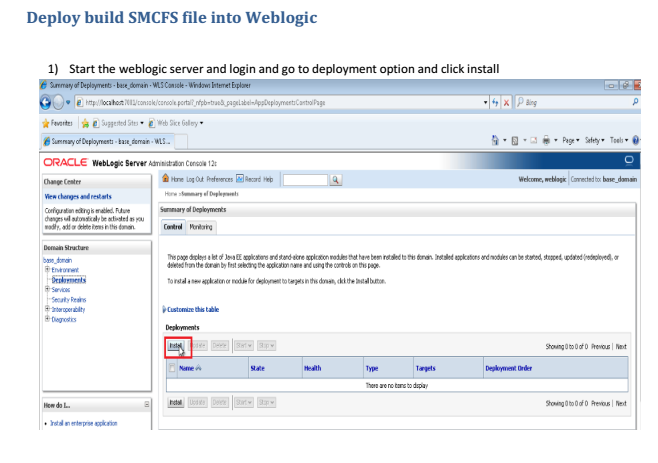 Deploy build SMCFS file into Weblogic
1) Start the weblogic server and login and go to deployment option and click install
Summary of Deployments - base_domain - WLS Console - Windows Internet Explorer
http://localhost:7001/console/console.portal?_nfpb=true&_pageLabel=AppDeploymentsControlPage
Bing
Favorites Suggested Sites Web Slice Gallery
Summary of Deployments - base_domain - WLS...
Page Safety Tools
ORACLE WebLogic Server Administration Console 12c
Change Center
View changes and restarts
Configuration editing is enabled. Future
changes will automatically be activated as you
modify, add or delete items in this domain.
Domain Structure
base_domain
Environment
Deployments
Services
Security Realms
Interoperability
Diagnostics
How do I...
Install an enterprise application
Home Log Out Preferences Record Help
Welcome, weblogic Connected to: base_domain
Home >Summary of Deployments
Summary of Deployments
Control Monitoring
This page displays a list of Java EE applications and stand-alone application modules that have been installed to this domain. Installed applications and modules can be started, stopped, updated (redeployed), or
deleted from the domain by first selecting the application name and using the controls on this page.
To install a new application or module for deployment to targets in this domain, click the Install button.
Customize this table
Deployments
Install Update Delete Start Stop
Showing 0 to 0 of 0 Previous | Next
Name State Health Type Targets Deployment Order
There are no items to display
Install Update Delete Start Stop
Showing 0 to 0 of 0 Previous | Next